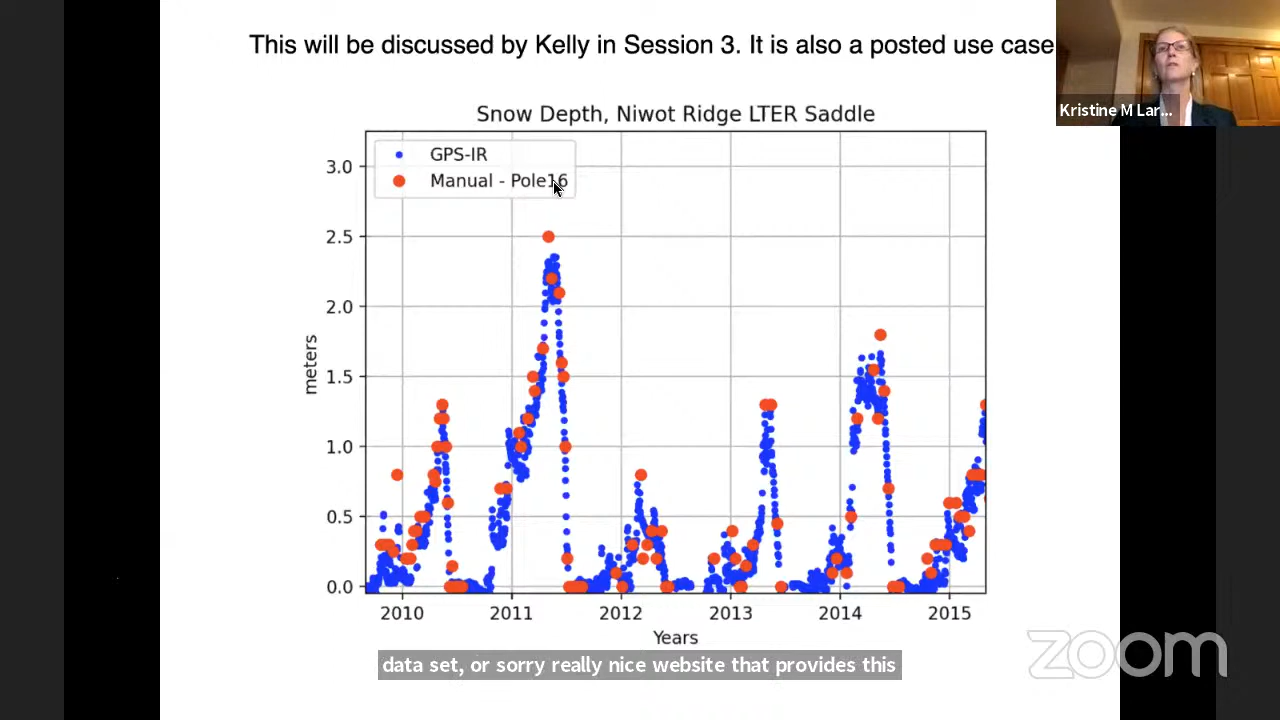 This will be discussed by Kelly in Session 3. It is also a posted use case
Kristine M Lar...
Snow Depth, Niwot Ridge LTER Saddle
GPS-IR
Manual - Pole16
3.0
2.5
2.0
1.5
1.0
0.5
0.0
meters
2010 2011 2012 2013 2014 2015
Years
data set, or sorry really nice website that provides this
zoom